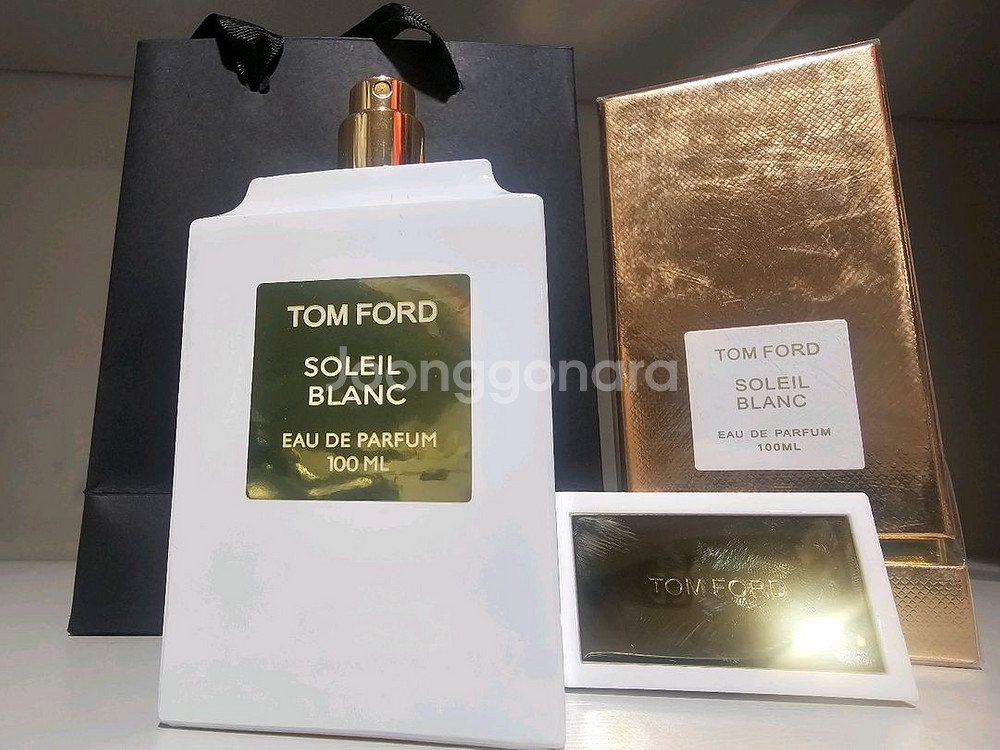 TOM FORD
SOLEIL
BLANC
EAU DE PARFUM
100 ML
Joonggonara
TOM FORD
SOLEIL
BLANC
EAU DE PARFUM
100ML
TOM FORD